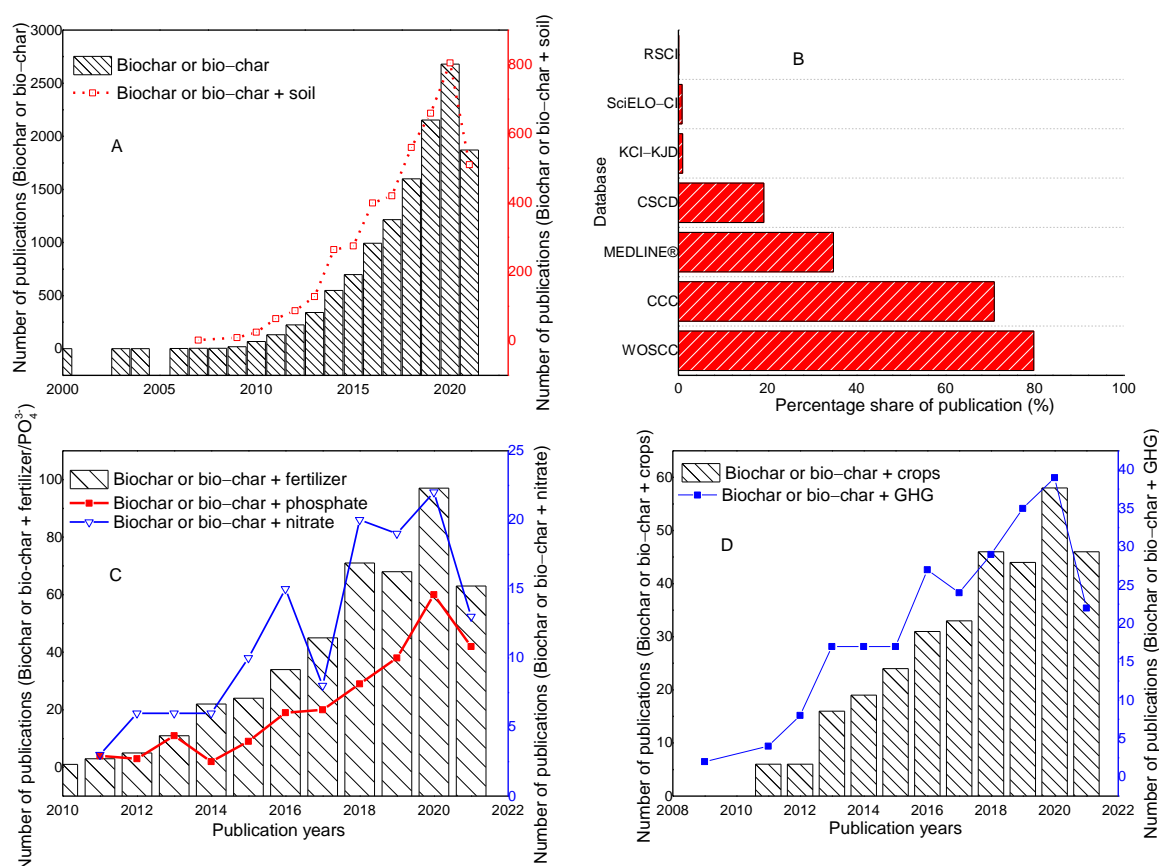 Number of publications (Biochar or bio−char)
3000
2500
2000
1500
1000
500
0
Biochar or bio−char
Biochar or bio−char + soil
A
800
600
400
200
0
Number of publications (Biochar or bio−char + soil)
2000
2005
2010
2015
2020
Database
RSCI
SciELO−CI
KCI−KJD
CSCD
MEDLINE®
CCC
WOSCC
B
0
20
40
60
80
100
Percentage share of publication (%)
Number of publications (Biochar or bio-char + fertilizer/PO₄³⁻
100
80
60
40
20
0
Biochar or bio−char + fertilizer
Biochar or bio−char + phosphate
Biochar or bio−char + nitrate
C
25
20
15
10
5
0
Number of publications (Biochar or bio−char + nitrate)
2010
2012
2014
2016
2018
2020
2022
Publication years
Number of publications (Biochar or bio−char + crops)
60
50
40
30
20
10
0
Biochar or bio−char + crops
Biochar or bio−char + GHG
D
40
35
30
25
20
15
10
5
0
Number of publications (Biochar or bio−char + GHG)
2008
2010
2012
2014
2016
2018
2020
2022
Publication years